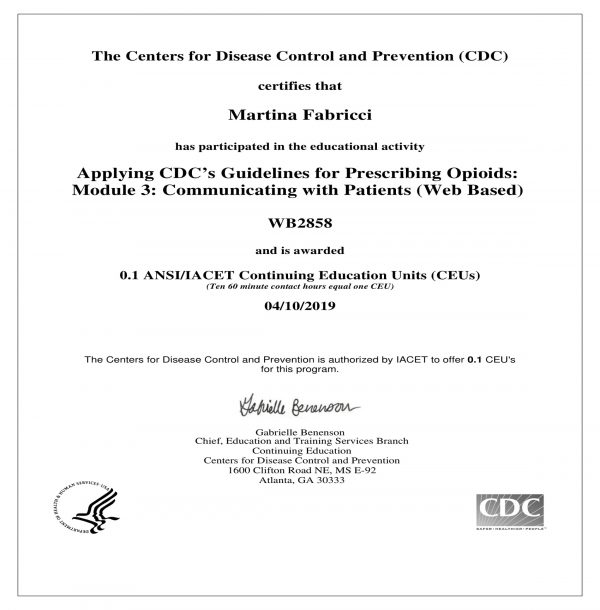 The Centers for Disease Control and Prevention (CDC)
certifies that
Martina Fabricci
has participated in the educational activity
Applying CDC's Guidelines for Prescribing Opioids:
Module 3: Communicating with Patients (Web Based)
WB2858
and is awarded
0.1 ANSI/IACET Continuing Education Units (CEUs)
(Ten 60 minute contact hours equal one CEU)
04/10/2019
The Centers for Disease Control and Prevention is authorized by IACET to offer 0.1 CEU's
for this program.
Gabrielle Benenson
Gabrielle Benenson
Chief, Education and Training Services Branch
Continuing Education
Centers for Disease Control and Prevention
1600 Clifton Road NE, MS E-92
Atlanta, GA 30333
DEPARTMENT OF HEALTH & HUMAN SERVICES · USA
CDC
SAFER · HEALTHIER · PEOPLE™